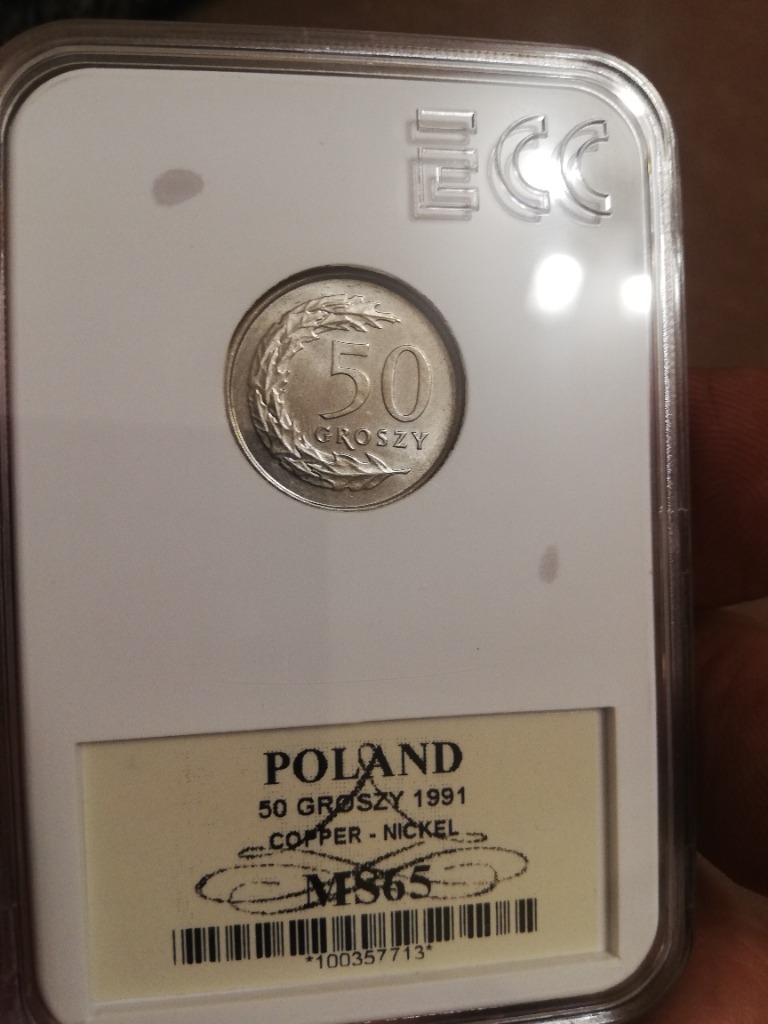 ECC
50
GROSZY
POLAND
50 GROSZY 1991
COPPER - NICKEL
MS65
*100357713*